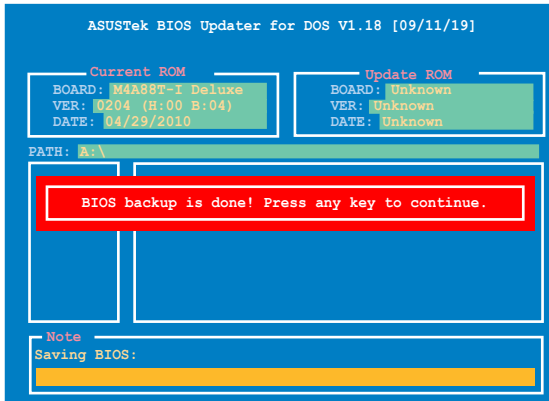 ASUSTek BIOS Updater for DOS V1.18 [09/11/19]
Current ROM
BOARD: M4A88T-I Deluxe
VER: 0204 (H:00 B:04)
DATE: 04/29/2010
Update ROM
BOARD: Unknown
VER: Unknown
DATE: Unknown
PATH: A:\
BIOS backup is done! Press any key to continue.
Note
Saving BIOS: